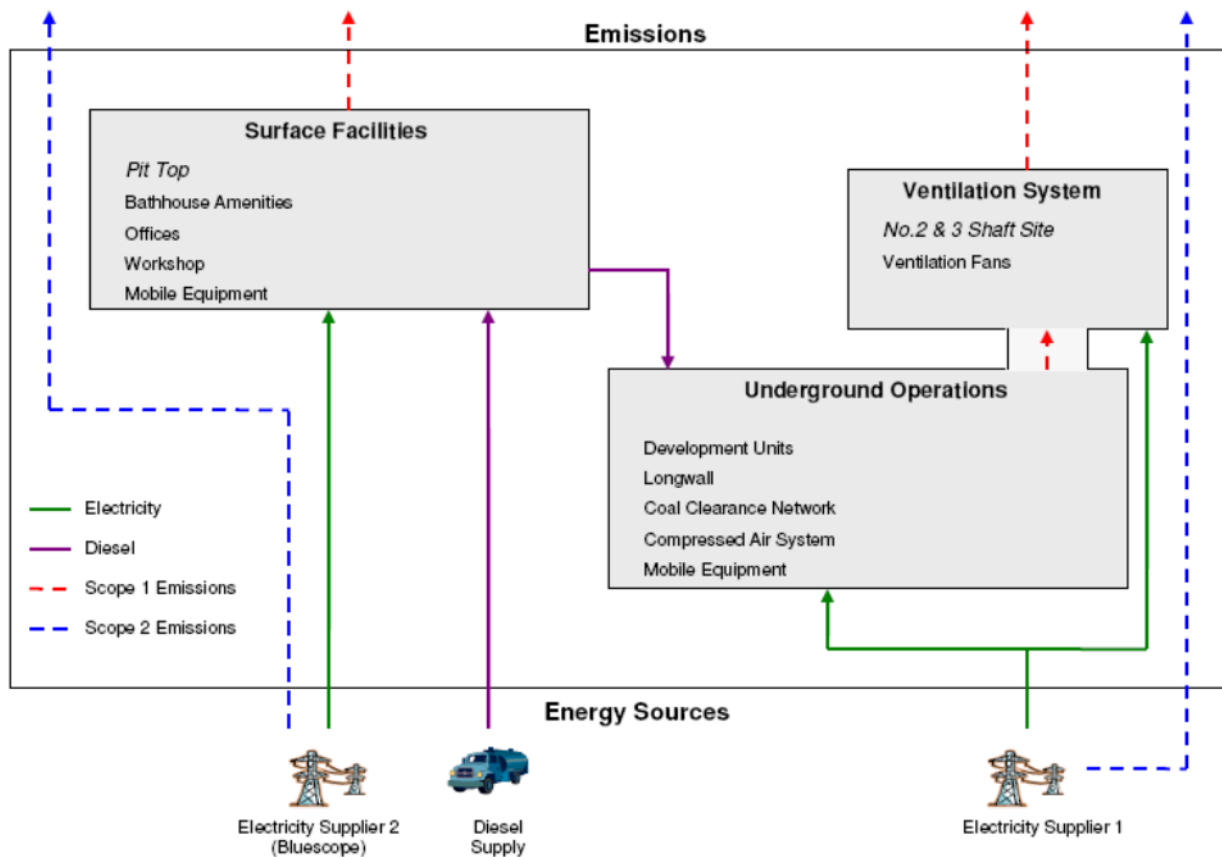 Emissions
Surface Facilities
Pit Top
Bathhouse Amenities
Offices
Workshop
Mobile Equipment
Ventilation System
No.2 & 3 Shaft Site
Ventilation Fans
Underground Operations
Development Units
Longwall
Coal Clearance Network
Compressed Air System
Mobile Equipment
Electricity
Diesel
Scope 1 Emissions
Scope 2 Emissions
Energy Sources
Electricity Supplier 2
(Bluescope)
Diesel
Supply
Electricity Supplier 1